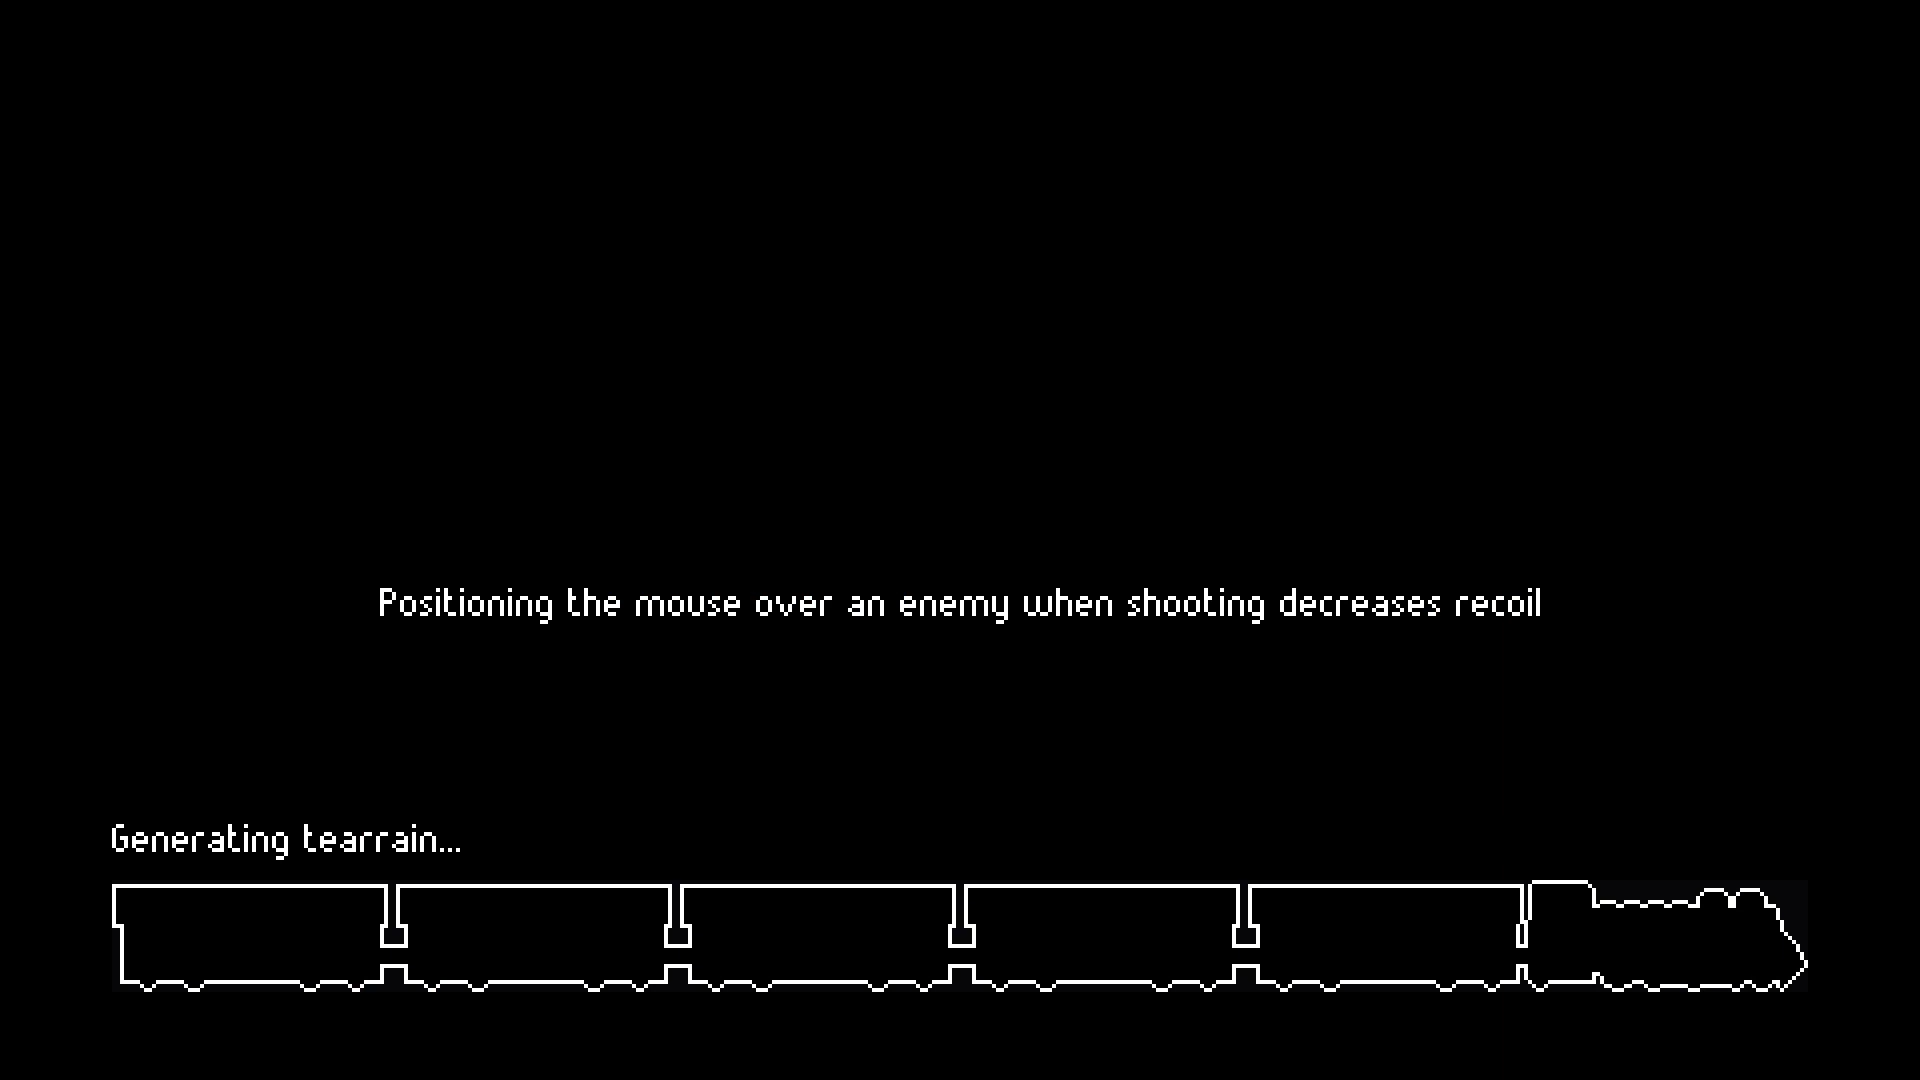 Positioning the mouse over an enemy when shooting decreases recoil
Generating tearrain...